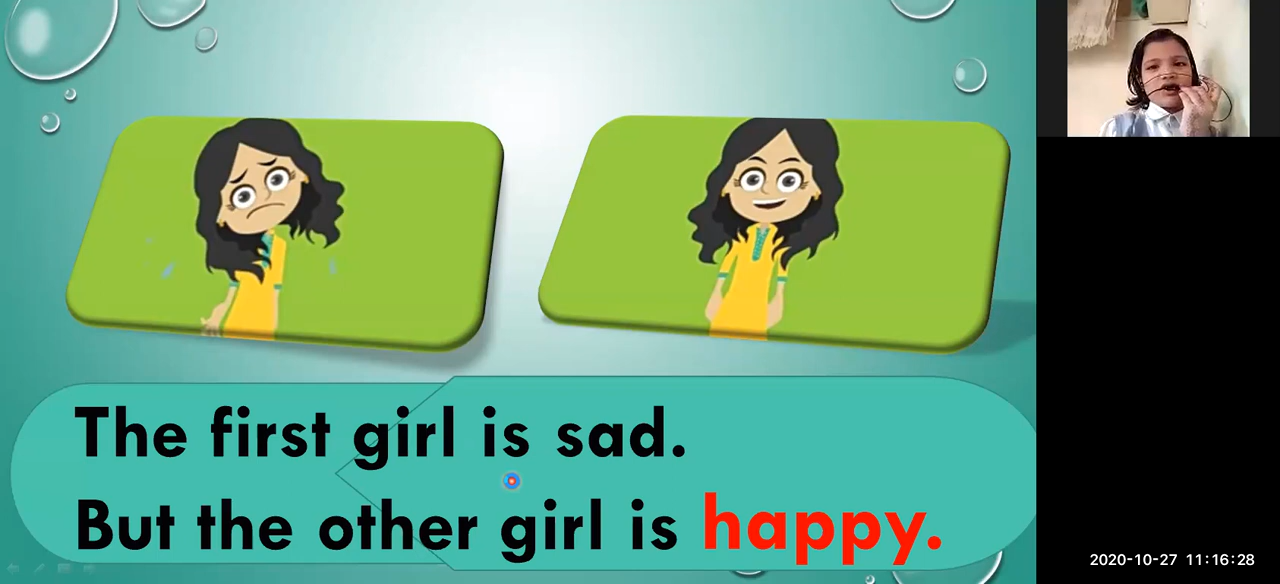 The first girl is sad.
But the other girl is happy.
2020-10-27 11:16:28